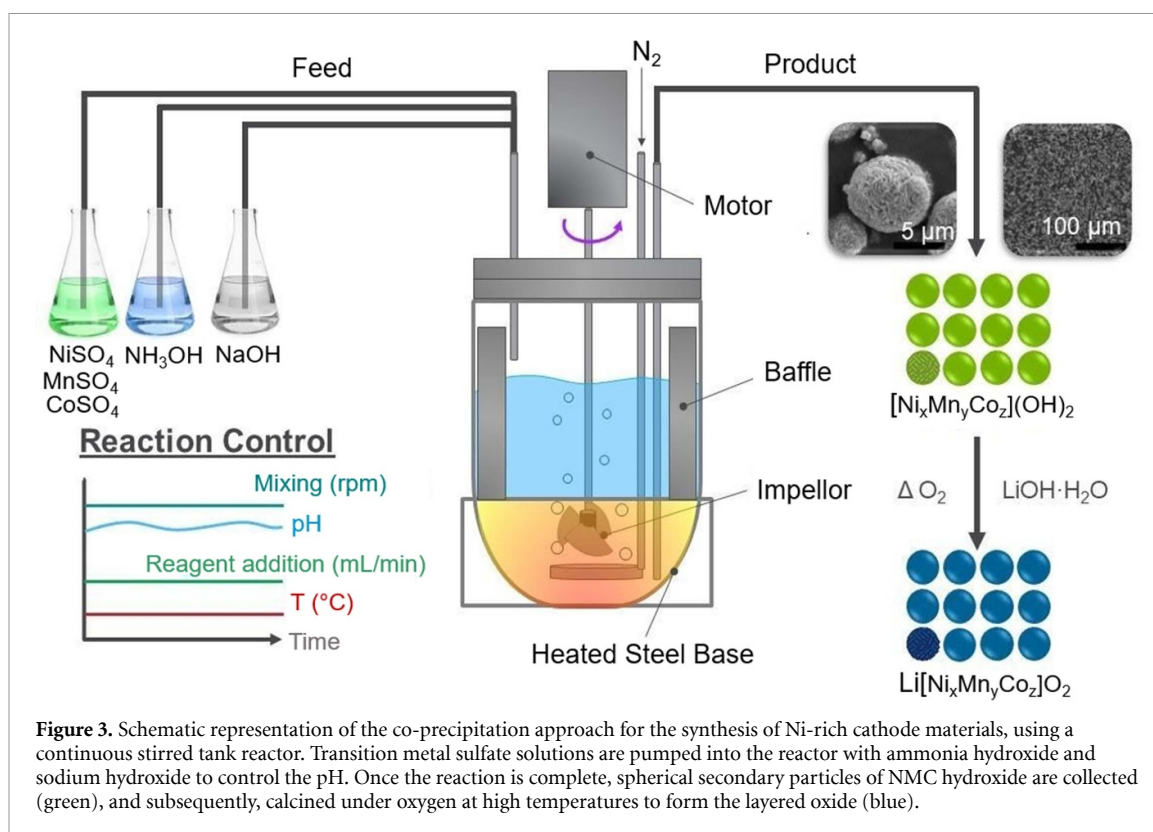 Feed
N₂
Product
Motor
5 μm
100 μm
NiSO₄ NH₃OH NaOH
MnSO₄
CoSO₄
Baffle
[NiₓMnᵧCo_z](OH)₂
Reaction Control
Mixing (rpm)
pH
Reagent addition (mL/min)
T (°C)
Time
Impellor
Δ O₂ LiOH·H₂O
Heated Steel Base
Li[NiₓMnᵧCo_z]O₂
Figure 3. Schematic representation of the co-precipitation approach for the synthesis of Ni-rich cathode materials, using a
continuous stirred tank reactor. Transition metal sulfate solutions are pumped into the reactor with ammonia hydroxide and
sodium hydroxide to control the pH. Once the reaction is complete, spherical secondary particles of NMC hydroxide are collected
(green), and subsequently, calcined under oxygen at high temperatures to form the layered oxide (blue).